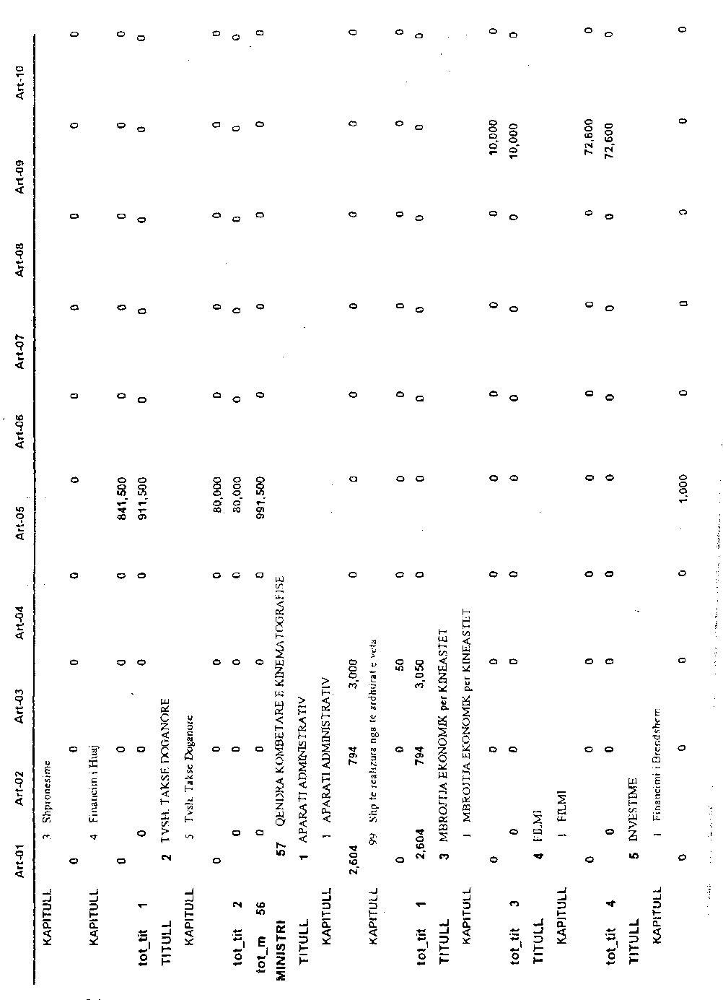 Art-01 Art-02 Art-03 Art-04 Art-05 Art-06 Art-07 Art-08 Art-09 Art-10
KAPITULL 3 Shpronesime
0 0 0 0 0 0 0 0 0 0
KAPITULL 4 Financim i Huaj
0 0 0 0 841,500 0 0 0 0 0
tot_tit 1 0 0 0 0 911,500 0 0 0 0 0
TITULL 2 TVSH. TAKSE DOGANORE
KAPITULL 5 Tvsh. Takse Doganore
0 0 0 0 80,000 0 0 0 0 0
tot_tit 2 0 0 0 0 80,000 0 0 0 0 0
tot_m 56 0 0 0 0 991,500 0 0 0 0 0
MINISTRI 57 QENDRA KOMBETARE E KINEMATOGRAFISE
TITULL 1 APARATI ADMINISTRATIV
KAPITULL 1 APARATI ADMINISTRATIV
2,604 794 3,000 0 0 0 0 0 0 0
KAPITULL 99 Shp te realizura nga te ardhurat e veta
0 0 50 0 0 0 0 0 0 0
tot_tit 1 2,604 794 3,050 0 0 0 0 0 0 0
TITULL 3 MBROJTJA EKONOMIK per KINEASTET
KAPITULL 1 MBROJTJA EKONOMIK per KINEASTET
0 0 0 0 0 0 0 0 10,000 0
tot_tit 3 0 0 0 0 0 0 0 0 10,000 0
TITULL 4 FILMI
KAPITULL 1 FILMI
0 0 0 0 0 0 0 0 72,600 0
tot_tit 4 0 0 0 0 0 0 0 0 72,600 0
TITULL 5 INVESTIME
KAPITULL 1 Financimi i Brendshem
0 0 0 0 1,000 0 0 0 0 0